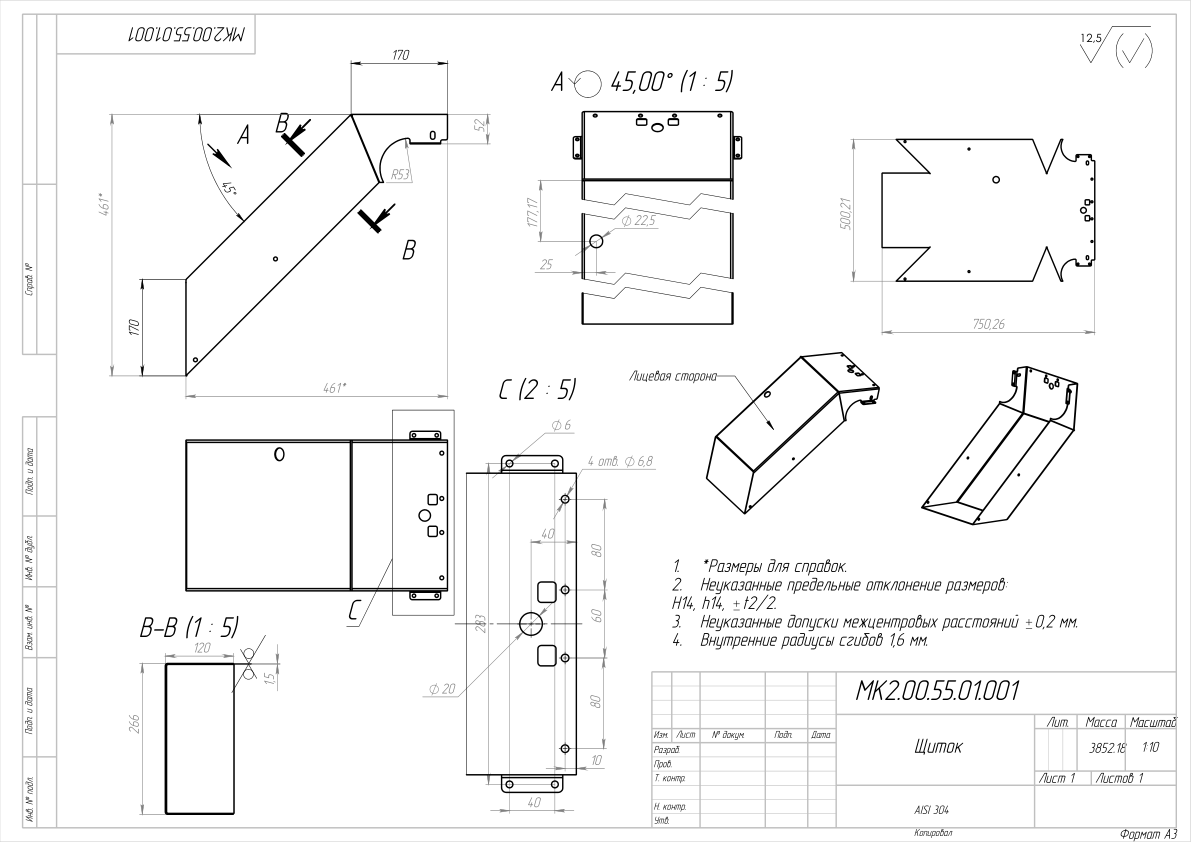 МК2.00.55.01.001
12,5
170
A 45,00° (1 : 5)
В
А
52
R53
45°
461*
В
170
461*
177,17
∅ 22,5
25
500,21
750,26
Лицевая сторона
С (2 : 5)
∅ 6
4 отв. ∅ 6,8
40
80
60
80
283
∅ 20
10
40
С
В-В (1 : 5)
120
1,5
266
1. *Размеры для справок.
2. Неуказанные предельные отклонение размеров:
H14, h14, ± t2/2.
3. Неуказанные допуски межцентровых расстояний ± 0,2 мм.
4. Внутренние радиусы сгибов 1,6 мм.
Справ. №
Подп. и дата
Инв. № дубл.
Взам. инв. №
Подп. и дата
Инв. № подл.
МК2.00.55.01.001
Лит. Масса Масштаб
Изм. Лист № докум. Подп. Дата
Щиток
3852.18 1:10
Разраб.
Пров.
Т. контр.
Лист 1 Листов 1
Н. контр.
AISI 304
Утв.
Копировал
Формат А3